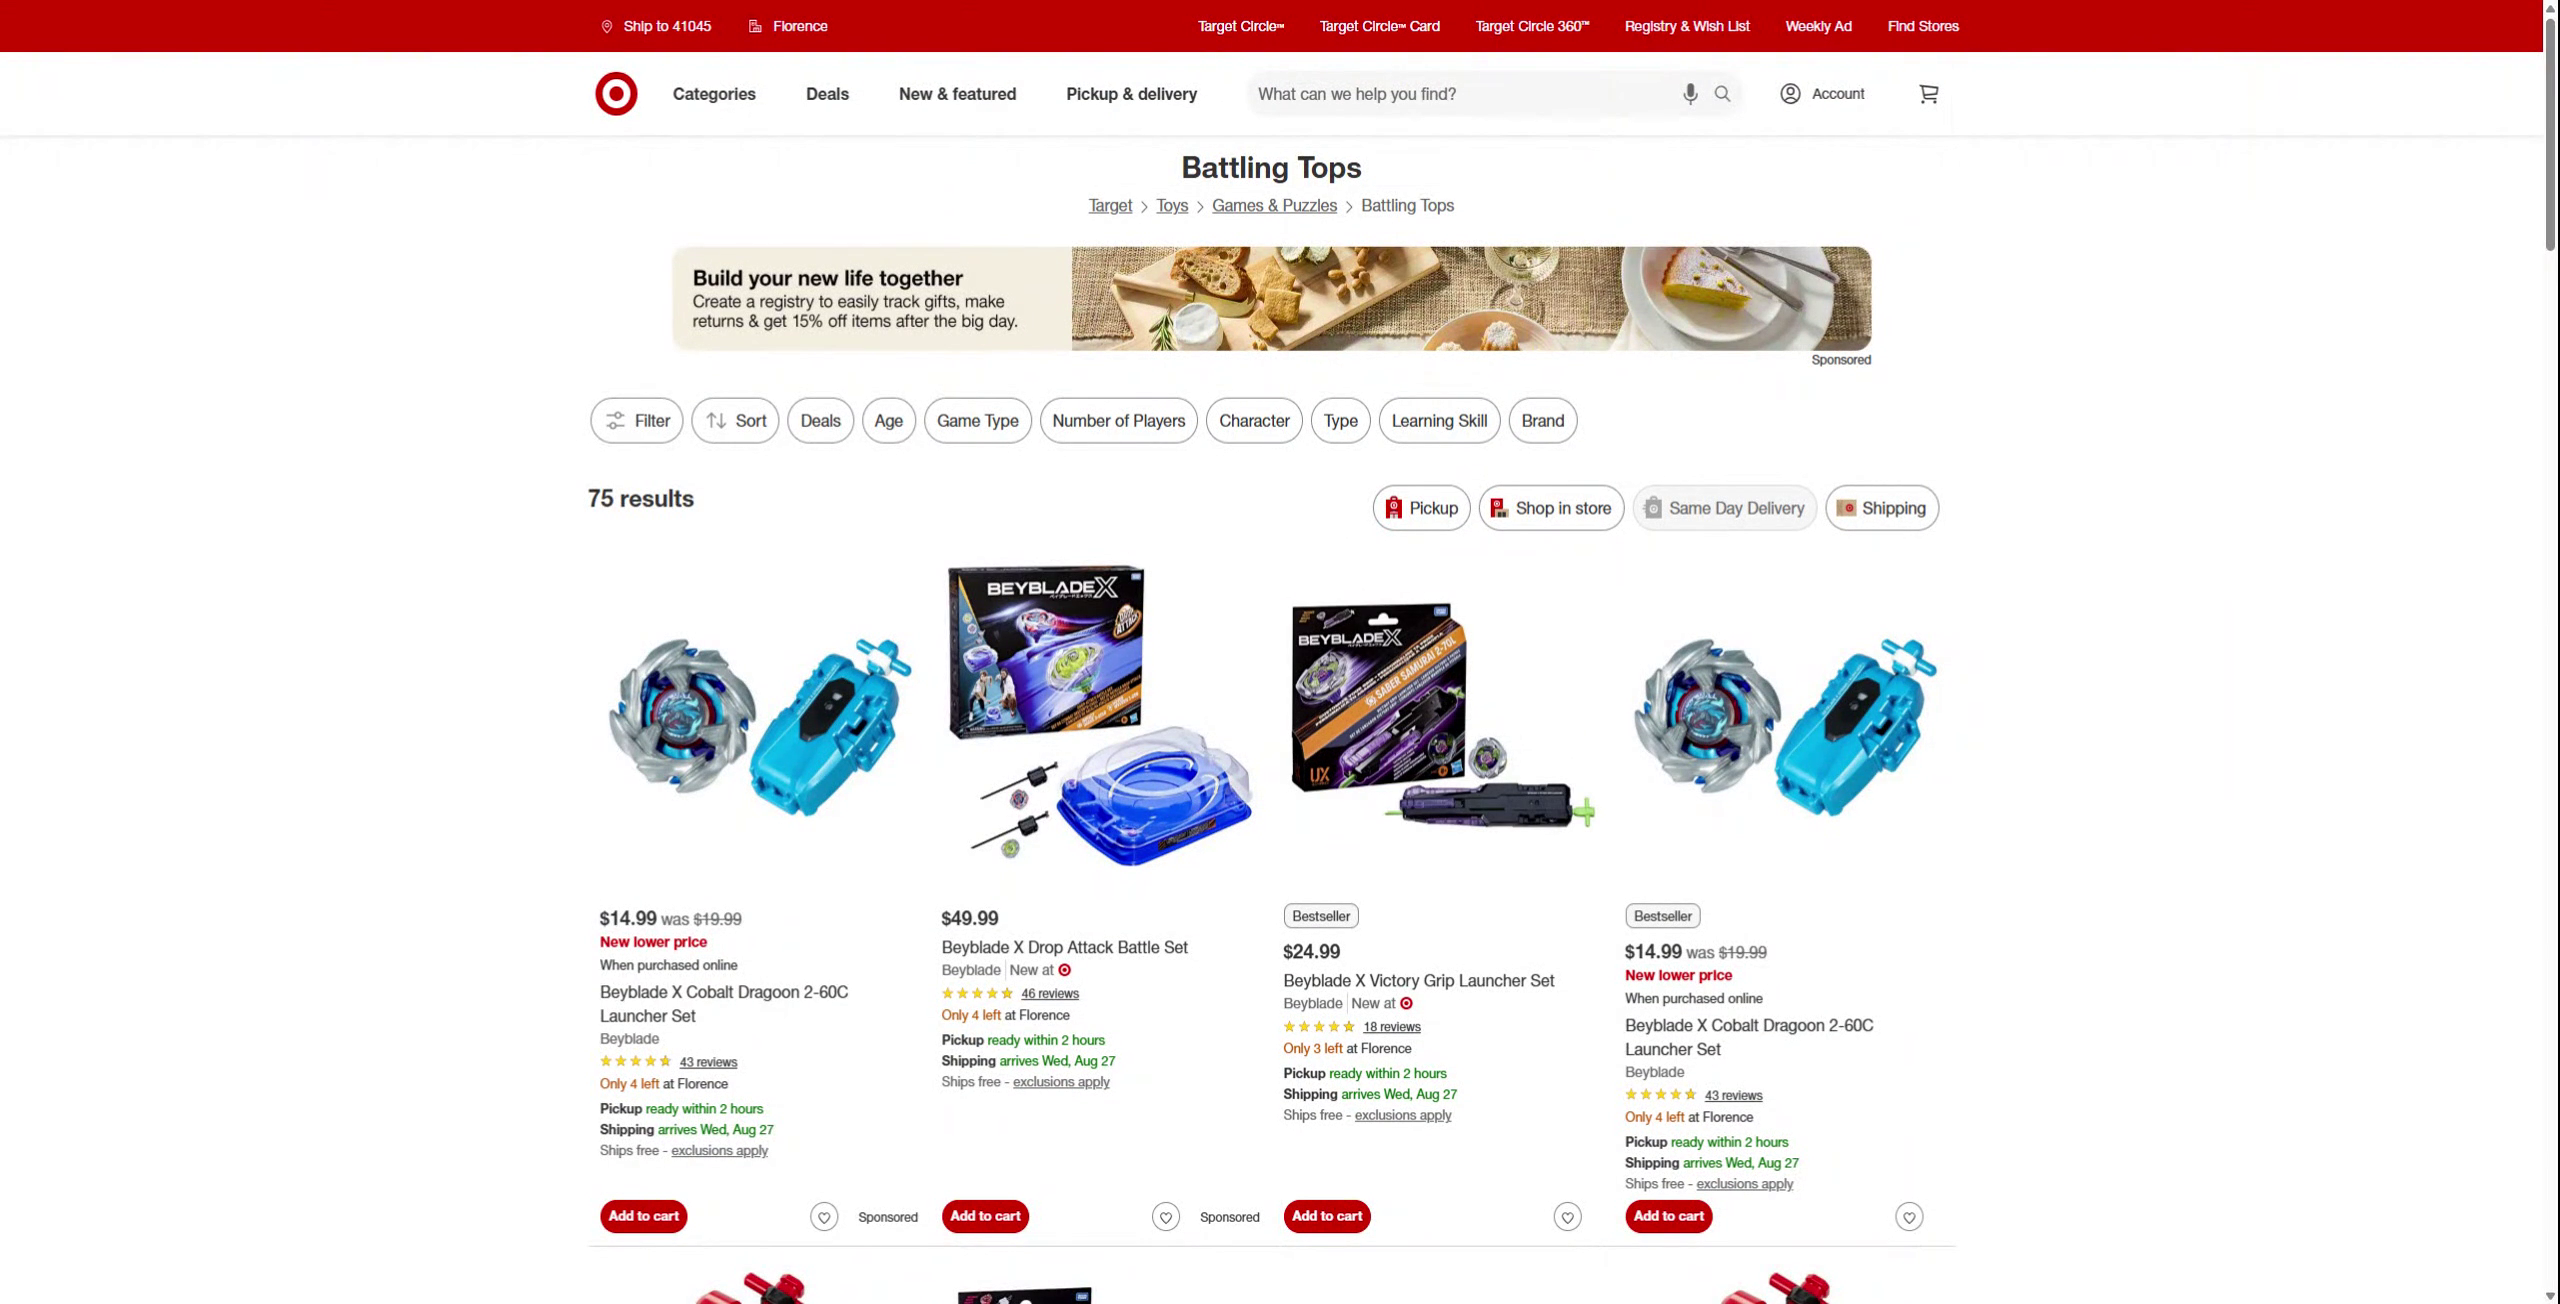 Ship to 41045
Florence
Target Circle™
Target Circle™ Card
Target Circle 360™
Registry & Wish List
Weekly Ad
Find Stores
Categories
Deals
New & featured
Pickup & delivery
What can we help you find?
Account
Battling Tops
Target > Toys > Games & Puzzles > Battling Tops
Build your new life together
Create a registry to easily track gifts, make
returns & get 15% off items after the big day.
Sponsored
Filter
Sort
Deals
Age
Game Type
Number of Players
Character
Type
Learning Skill
Brand
75 results
Pickup
Shop in store
Same Day Delivery
Shipping
BEYBLADE X
BEYBLADE X
SABER SAMURAI 2-70L
UX
$14.99 was $19.99
New lower price
When purchased online
Beyblade X Cobalt Dragoon 2-60C
Launcher Set
Beyblade
43 reviews
Only 4 left at Florence
Pickup ready within 2 hours
Shipping arrives Wed, Aug 27
Ships free - exclusions apply
Add to cart
Sponsored
$49.99
Beyblade X Drop Attack Battle Set
Beyblade New at
46 reviews
Only 4 left at Florence
Pickup ready within 2 hours
Shipping arrives Wed, Aug 27
Ships free - exclusions apply
Add to cart
Sponsored
Bestseller
$24.99
Beyblade X Victory Grip Launcher Set
Beyblade New at
18 reviews
Only 3 left at Florence
Pickup ready within 2 hours
Shipping arrives Wed, Aug 27
Ships free - exclusions apply
Add to cart
Bestseller
$14.99 was $19.99
New lower price
When purchased online
Beyblade X Cobalt Dragoon 2-60C
Launcher Set
Beyblade
43 reviews
Only 4 left at Florence
Pickup ready within 2 hours
Shipping arrives Wed, Aug 27
Ships free - exclusions apply
Add to cart